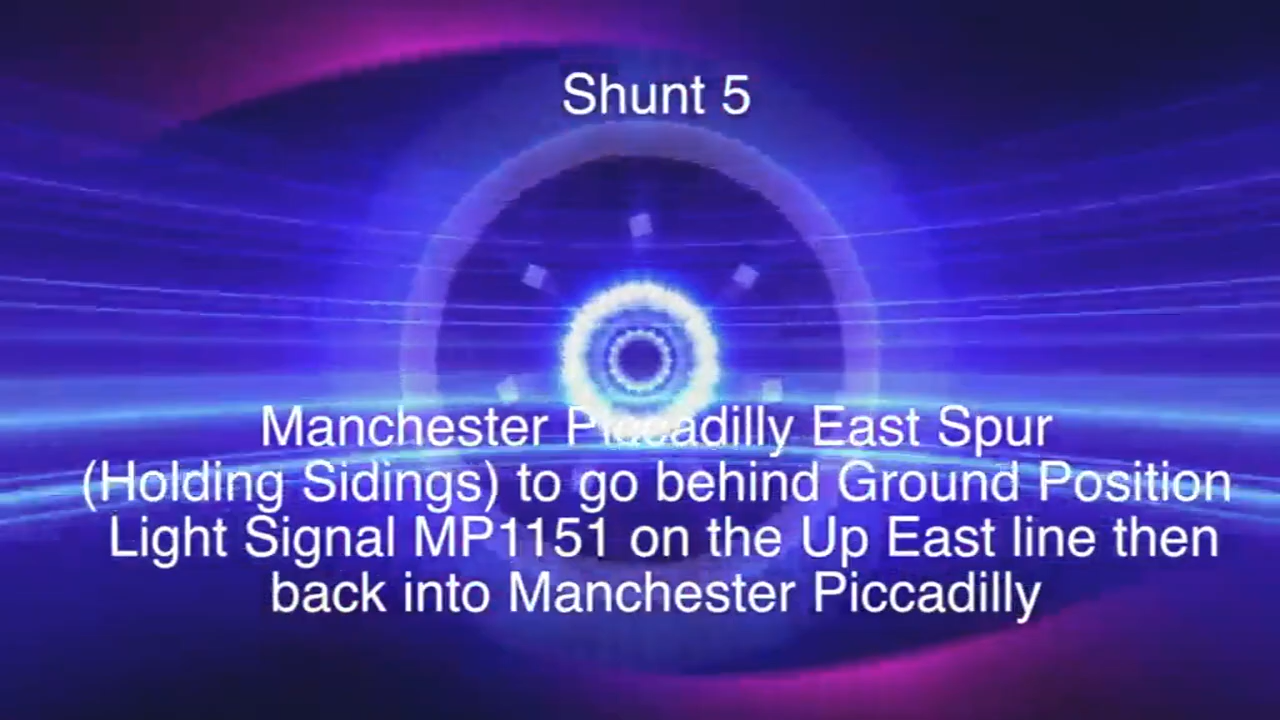 Shunt 5
Manchester Piccadilly East Spur
(Holding Sidings) to go behind Ground Position
Light Signal MP1151 on the Up East line then
back into Manchester Piccadilly